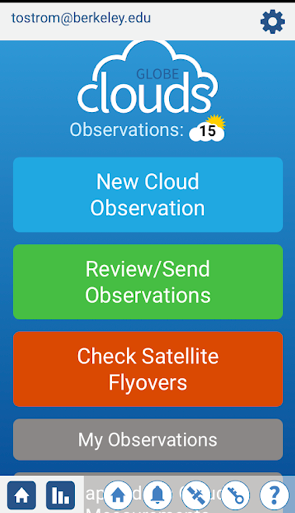 tostrom@berkeley.edu
GLOBE
clouds
Observations: 15
New Cloud
Observation
Review/Send
Observations
Check Satellite
Flyovers
My Observations
?